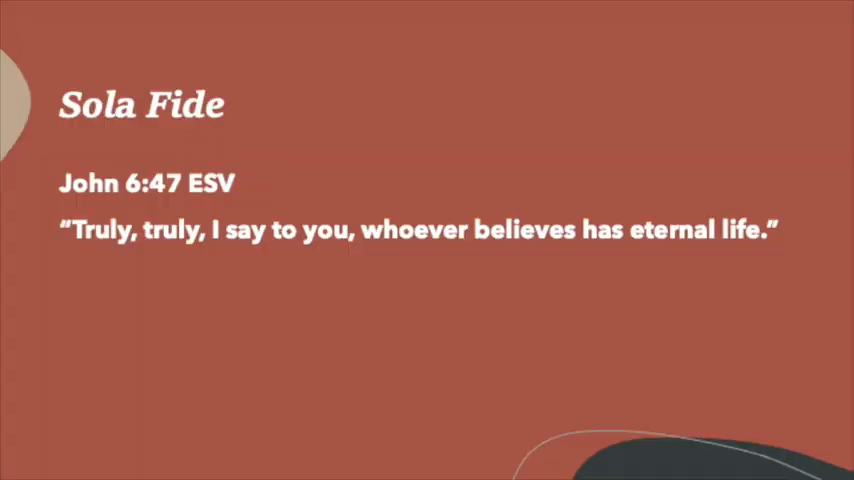 Sola Fide
John 6:47 ESV
“Truly, truly, I say to you, whoever believes has eternal life.”